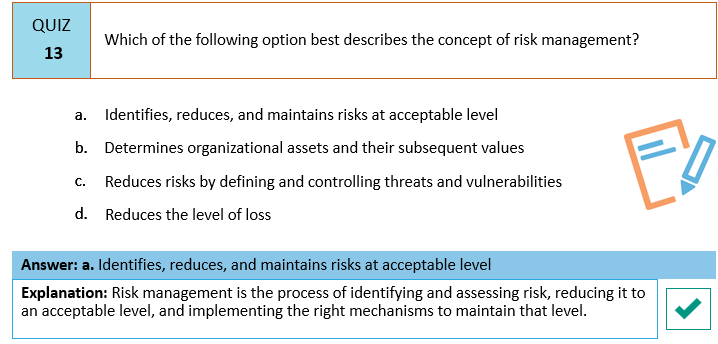 QUIZ
13
Which of the following option best describes the concept of risk management?
a. Identifies, reduces, and maintains risks at acceptable level
b. Determines organizational assets and their subsequent values
c. Reduces risks by defining and controlling threats and vulnerabilities
d. Reduces the level of loss
Answer: a. Identifies, reduces, and maintains risks at acceptable level
Explanation: Risk management is the process of identifying and assessing risk, reducing it to
an acceptable level, and implementing the right mechanisms to maintain that level.